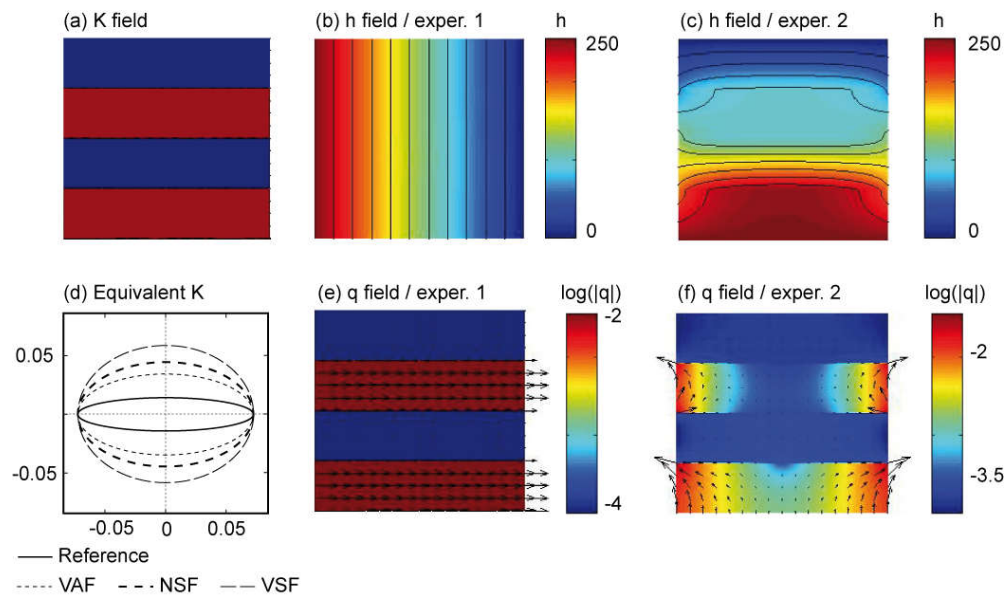 (a) K field
(b) h field / exper. 1
h
(c) h field / exper. 2
h
250
0
250
0
(d) Equivalent K
(e) q field / exper. 1
log(|q|)
(f) q field / exper. 2
log(|q|)
0.05
0
-0.05
-0.05
0
0.05
-2
-4
-2
-3.5
Reference
VAF
NSF
VSF